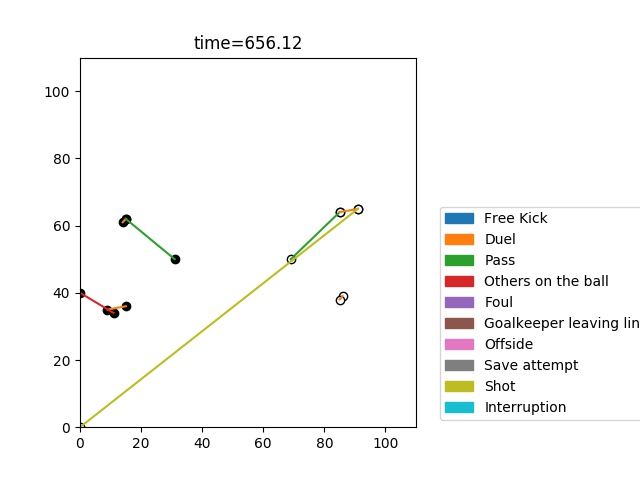 time=656.12
100
80
60
40
20
0
0 20 40 60 80 100
Free Kick
Duel
Pass
Others on the ball
Foul
Goalkeeper leaving lin
Offside
Save attempt
Shot
Interruption